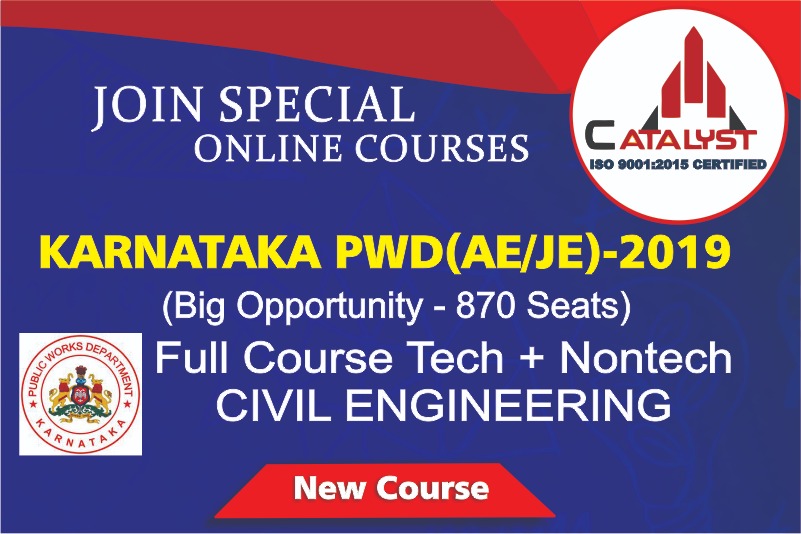 JOIN SPECIAL
ONLINE COURSES
CATALYST
ISO 9001:2015 CERTIFIED
KARNATAKA PWD(AE/JE)-2019
(Big Opportunity - 870 Seats)
PUBLIC WORKS DEPARTMENT
KARNATAKA
Full Course Tech + Nontech
CIVIL ENGINEERING
New Course